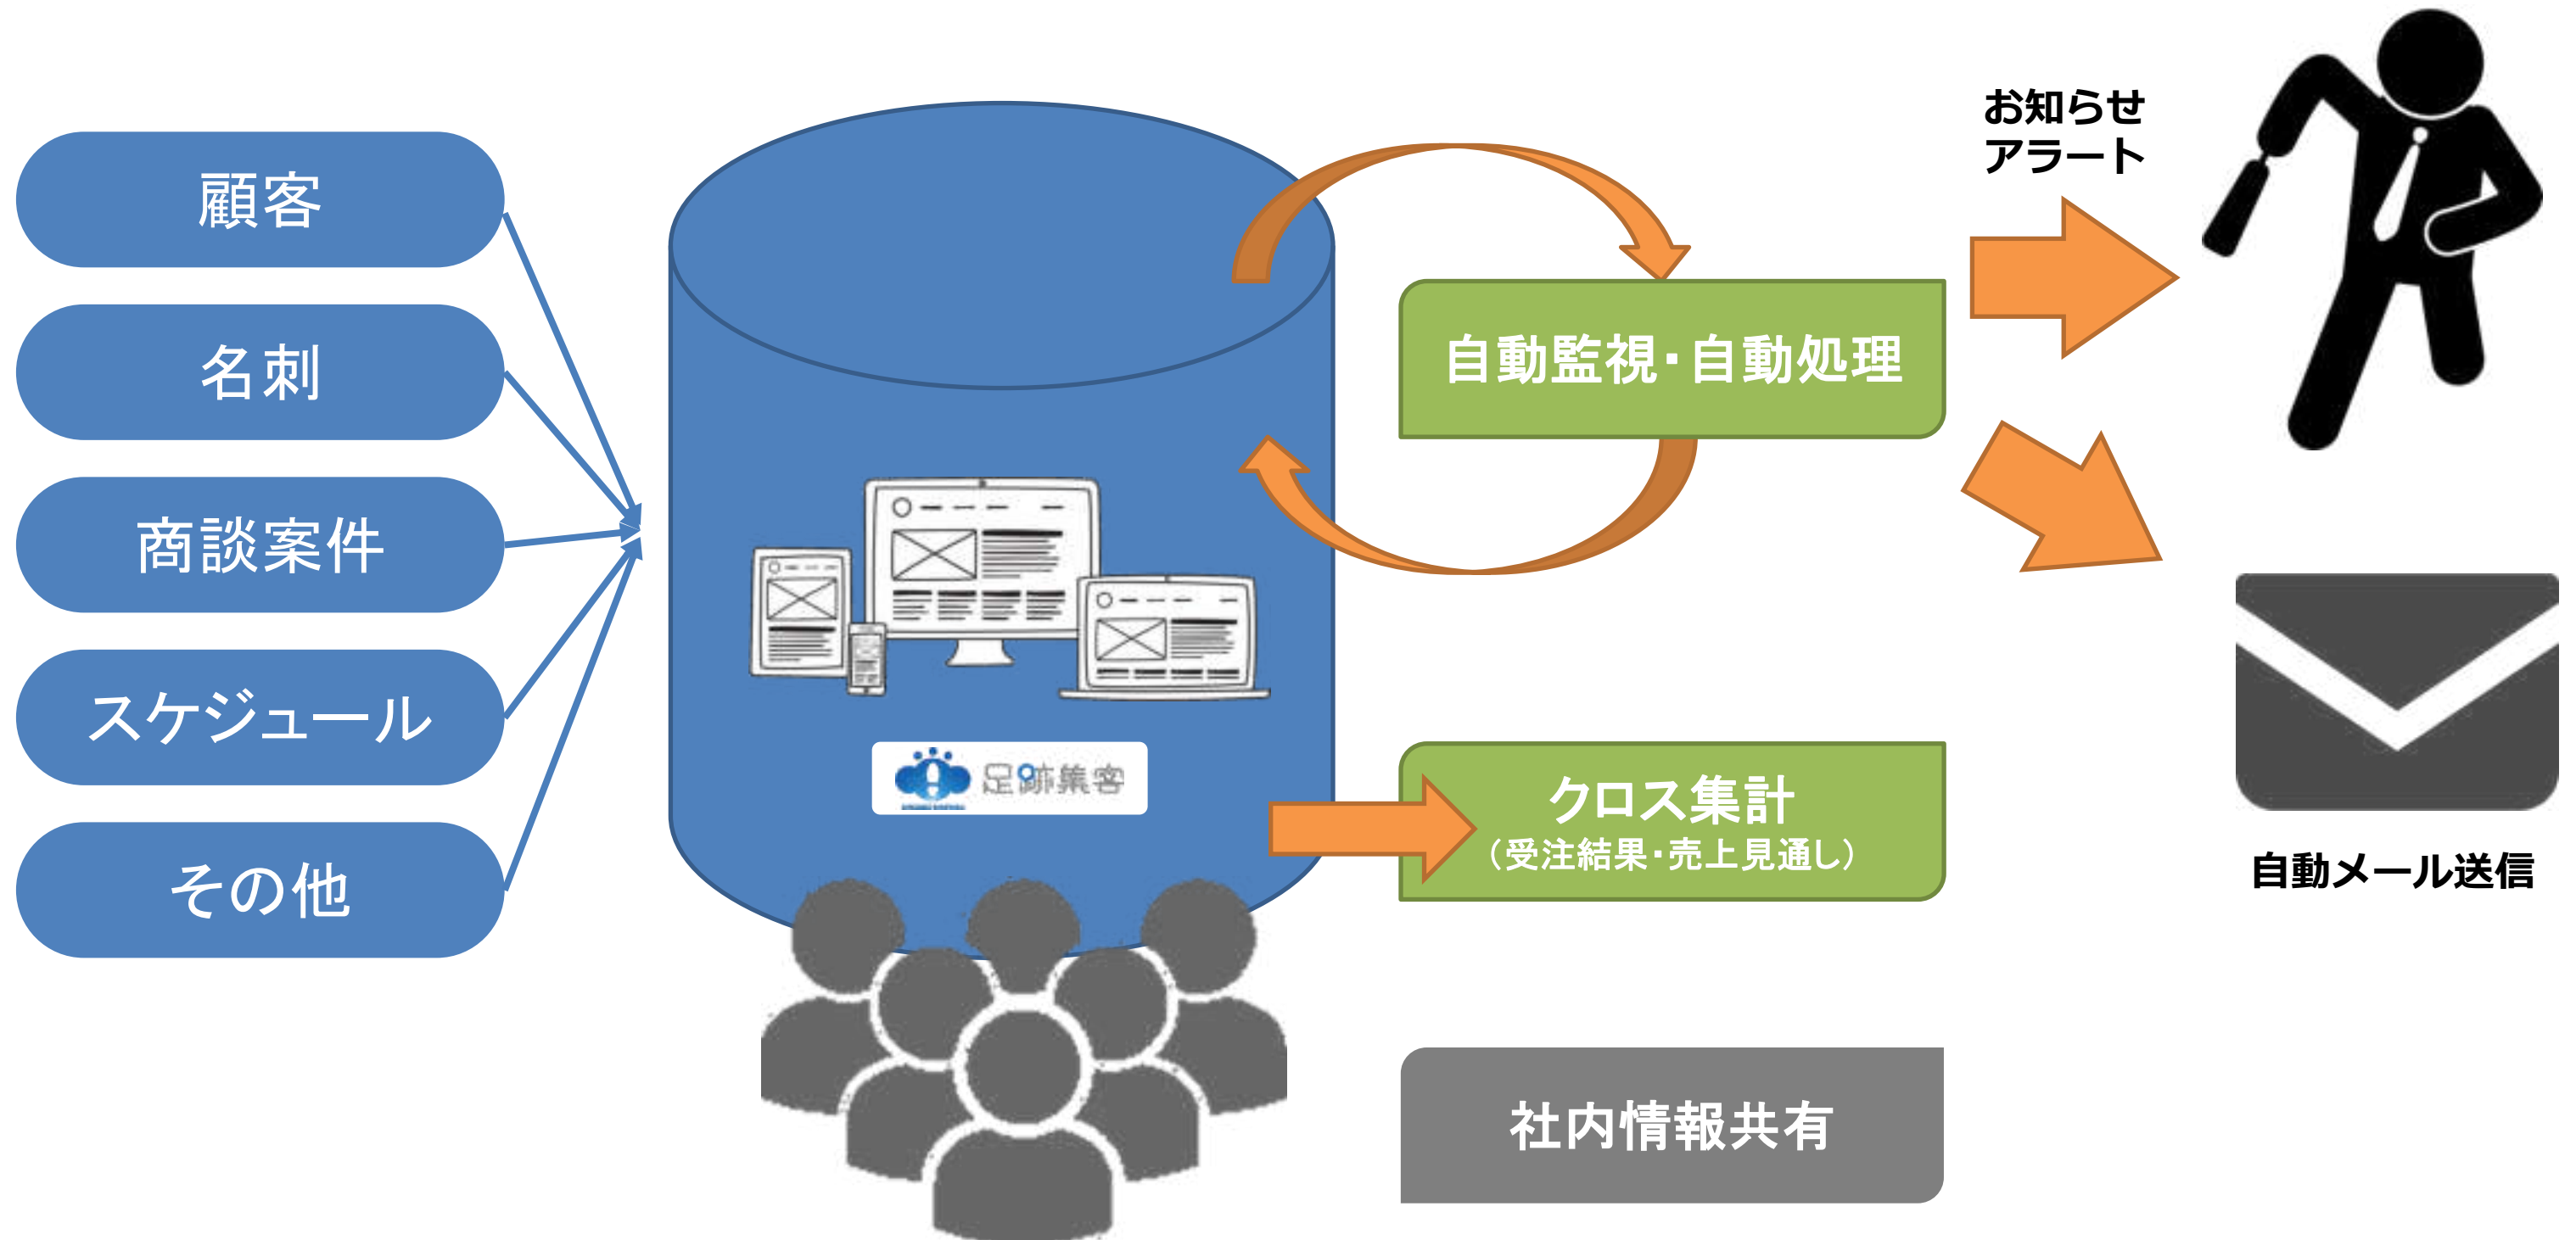 顧客
名刺
商談案件
スケジュール
その他
足跡集客
自動監視・自動処理
クロス集計
（受注結果・売上見通し）
社内情報共有
お知らせ
アラート
自動メール送信